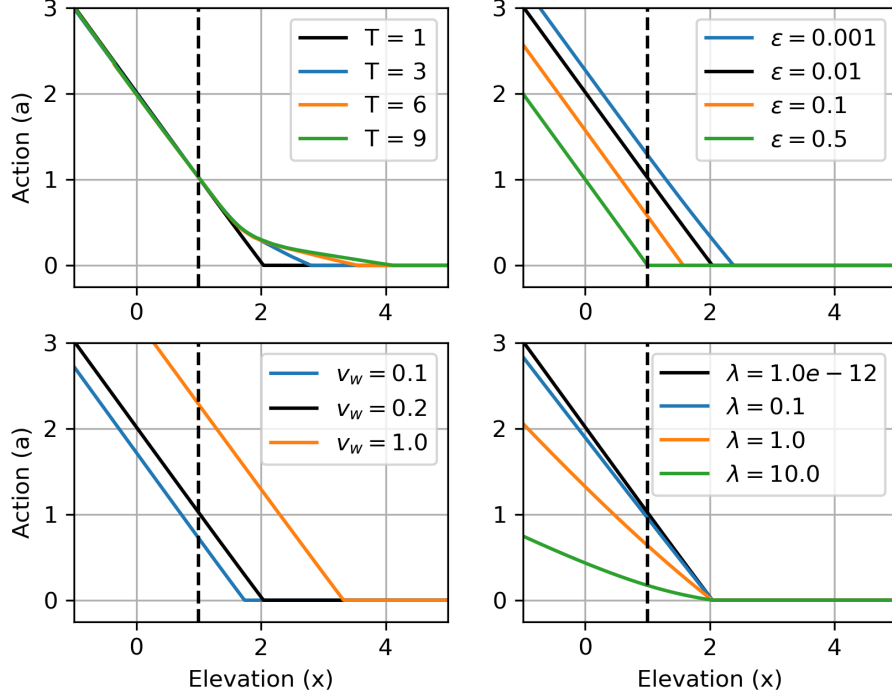 3
2
1
0
Action (a)
0
2
4
T = 1
T = 3
T = 6
T = 9
3
2
1
0
0
2
4
ε = 0.001
ε = 0.01
ε = 0.1
ε = 0.5
3
2
1
0
Action (a)
0
2
4
Elevation (x)
v_w = 0.1
v_w = 0.2
v_w = 1.0
3
2
1
0
0
2
4
Elevation (x)
λ = 1.0e − 12
λ = 0.1
λ = 1.0
λ = 10.0